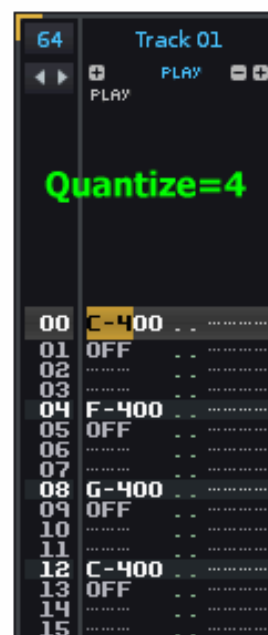 64 Track 01
PLAY
PLAY
Quantize=4
00 C-400 ..
01 OFF ..
02 ..
03 ..
04 F-400 ..
05 OFF ..
06 ..
07 ..
08 G-400 ..
09 OFF ..
10 ..
11 ..
12 C-400 ..
13 OFF ..
14 ..
15 ..